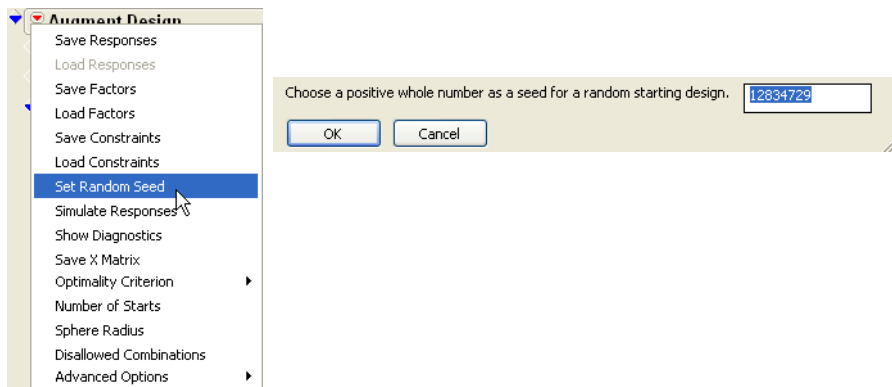 Augment Design
Save Responses
Load Responses
Save Factors
Load Factors
Save Constraints
Load Constraints
Set Random Seed
Simulate Responses
Show Diagnostics
Save X Matrix
Optimality Criterion
Number of Starts
Sphere Radius
Disallowed Combinations
Advanced Options
Choose a positive whole number as a seed for a random starting design. 12834729
OK Cancel